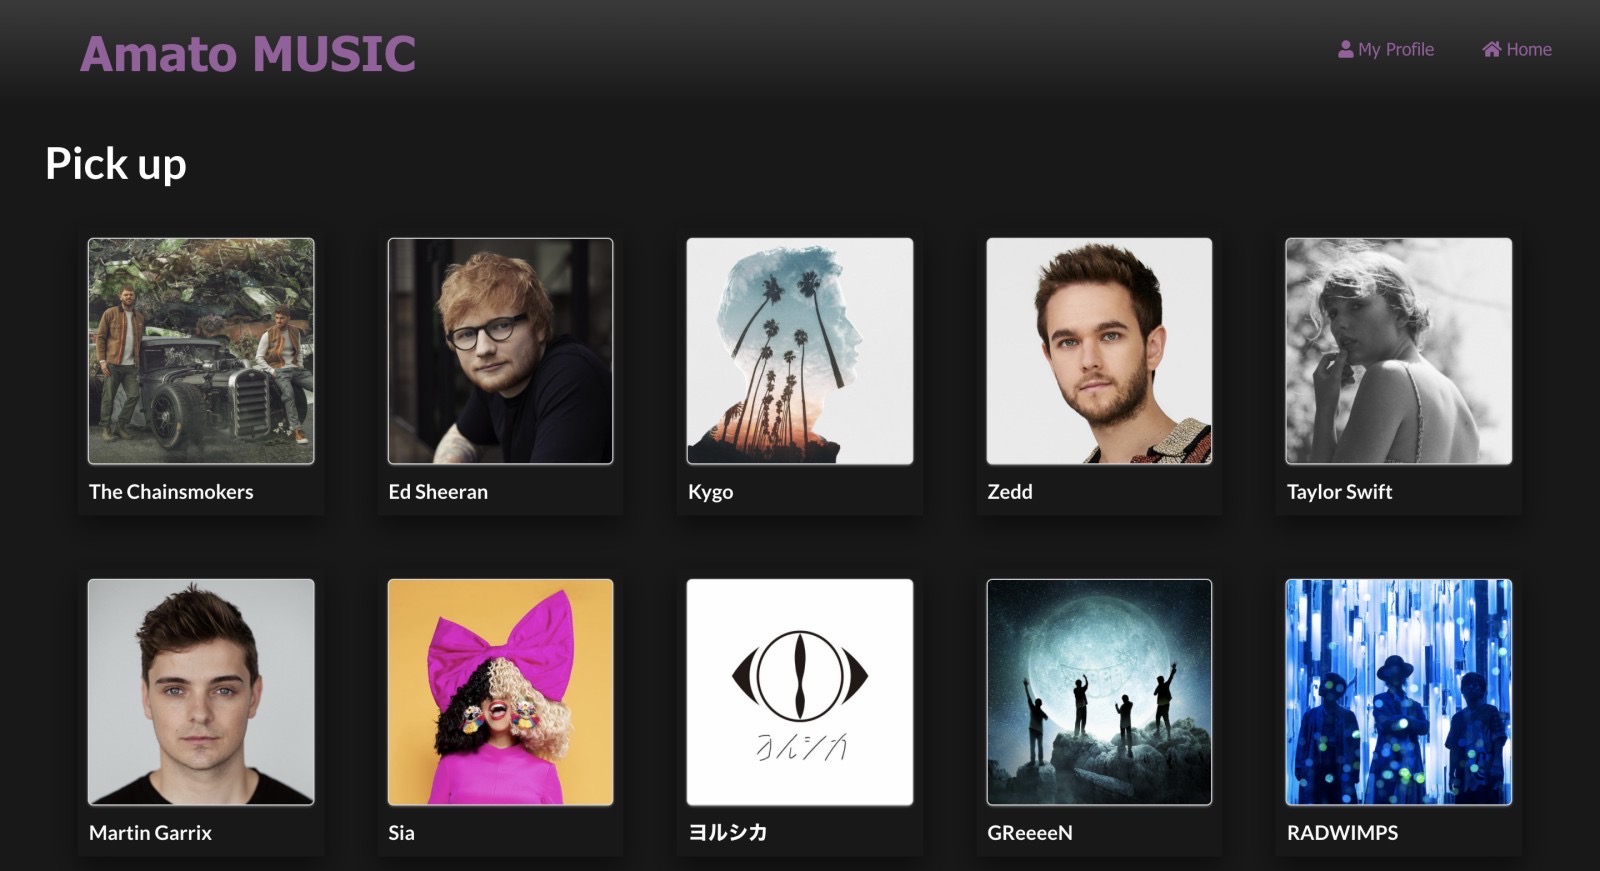 Amato MUSIC
My Profile
Home
Pick up
The Chainsmokers
Ed Sheeran
Kygo
Zedd
Taylor Swift
ヨルシカ
Martin Garrix
Sia
ヨルシカ
GReeeeN
RADWIMPS